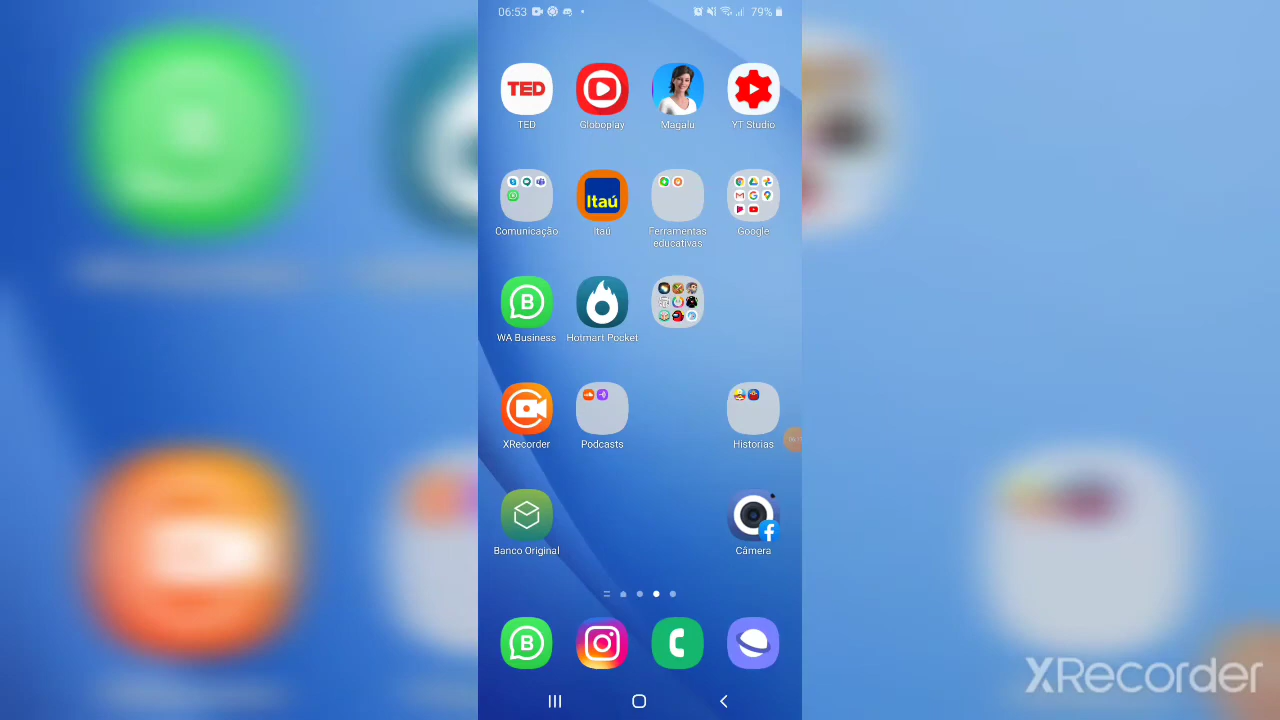 06:53
79%
TED
TED
Globoplay
Magalu
YT Studio
Itaú
Comunicação
Itaú
Ferramentas
educativas
Google
B
WA Business
Hotmart Pocket
XRecorder
Podcasts
Historias
Banco Original
Câmera
B
XRecorder